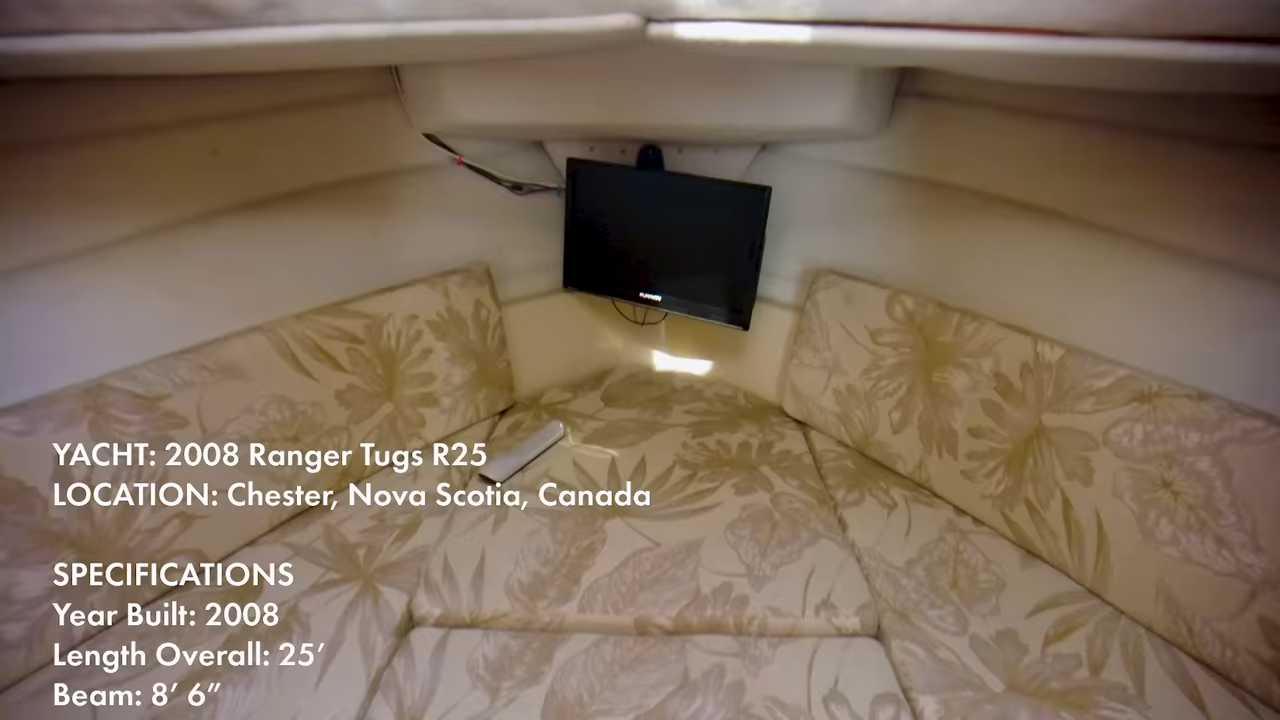 YACHT: 2008 Ranger Tugs R25
LOCATION: Chester, Nova Scotia, Canada
SPECIFICATIONS
Year Built: 2008
Length Overall: 25’
Beam: 8’ 6”